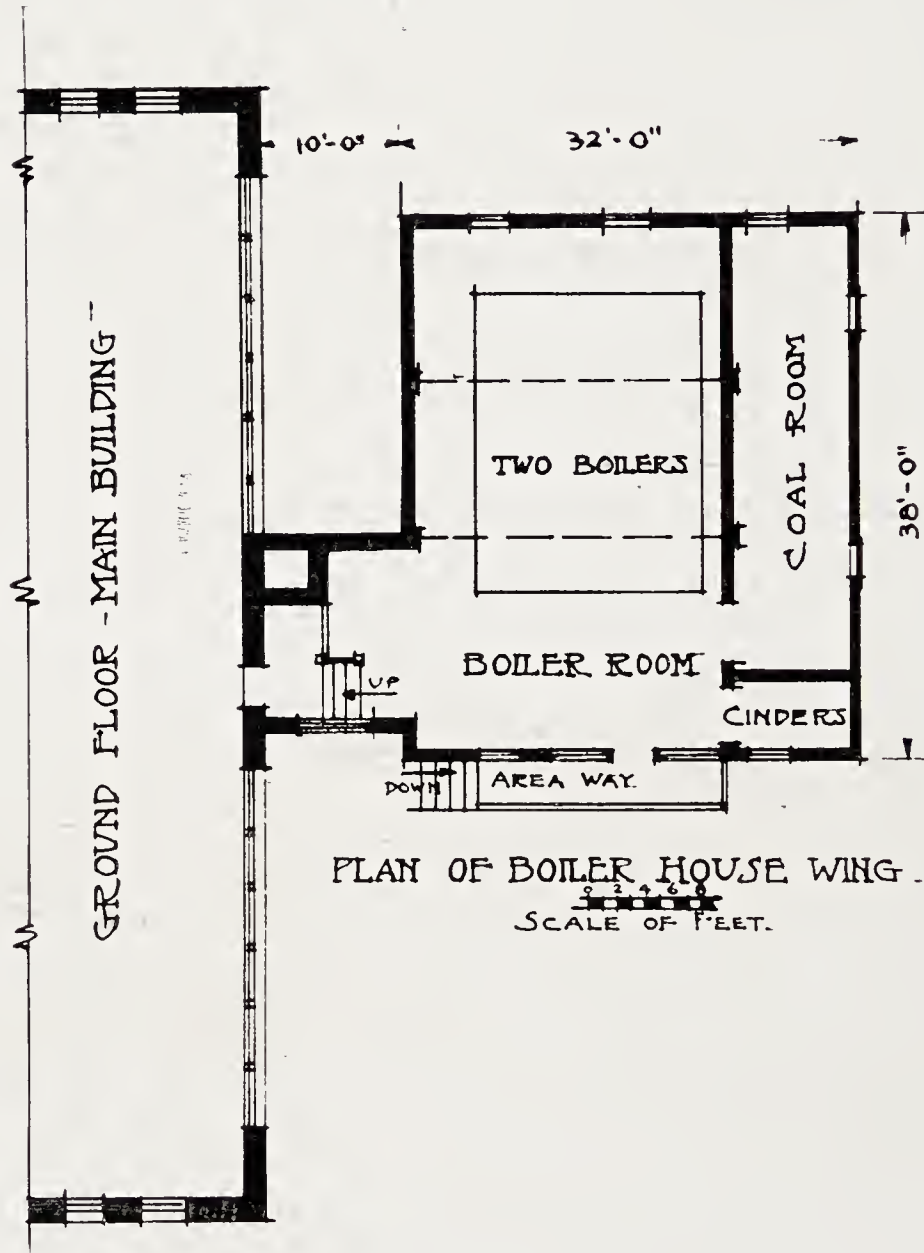 10'-0"
32'-0"
38'-0"
GROUND FLOOR - MAIN BUILDING
TWO BOILERS
COAL ROOM
BOILER ROOM
UP
CINDERS
DOWN
AREA WAY.
PLAN OF BOILER HOUSE WING.
0 2 4 6 8
SCALE OF FEET.